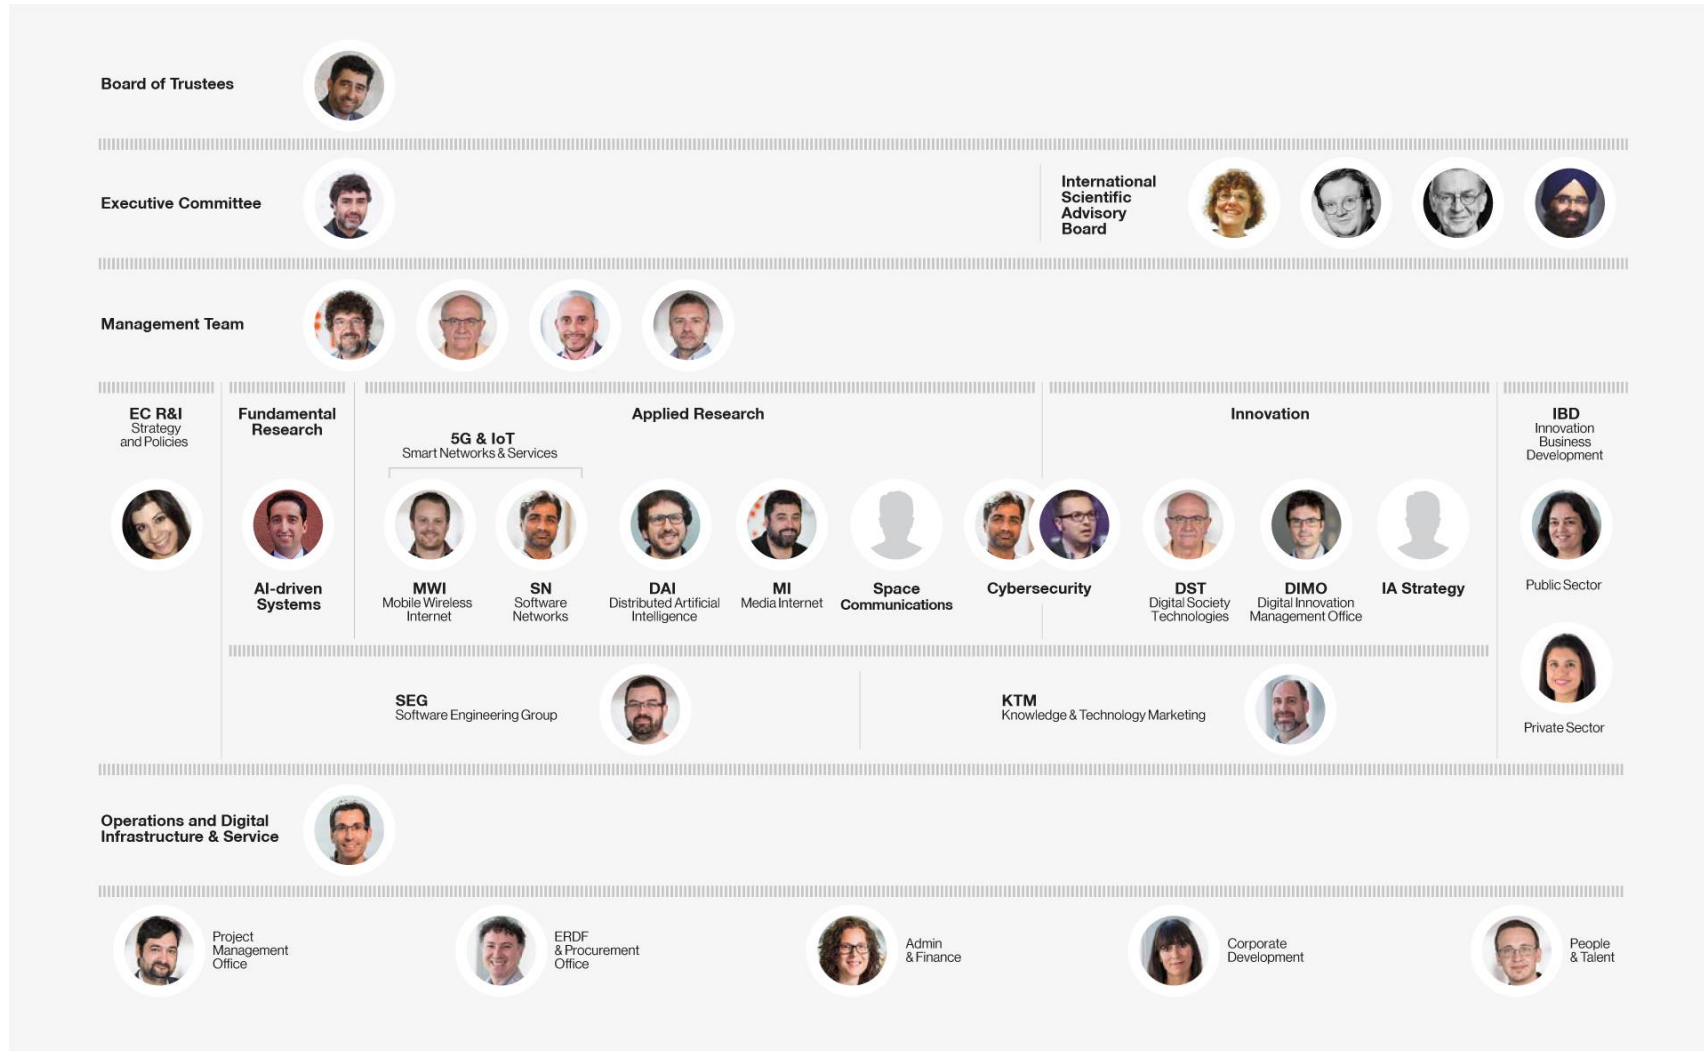 Board of Trustees
Executive Committee
International
Scientific
Advisory
Board
Management Team
EC R&I
Strategy
and Policies
Fundamental
Research
Applied Research
5G & IoT
Smart Networks & Services
Innovation
IBD
Innovation
Business
Development
AI-driven
Systems
MWI
Mobile Wireless
Internet
SN
Software
Networks
DAI
Distributed Artificial
Intelligence
MI
Media Internet
Space
Communications
Cybersecurity
DST
Digital Society
Technologies
DIMO
Digital Innovation
Management Office
IA Strategy
Public Sector
SEG
Software Engineering Group
KTM
Knowledge & Technology Marketing
Private Sector
Operations and Digital
Infrastructure & Service
Project
Management
Office
ERDF
& Procurement
Office
Admin
& Finance
Corporate
Development
People
& Talent